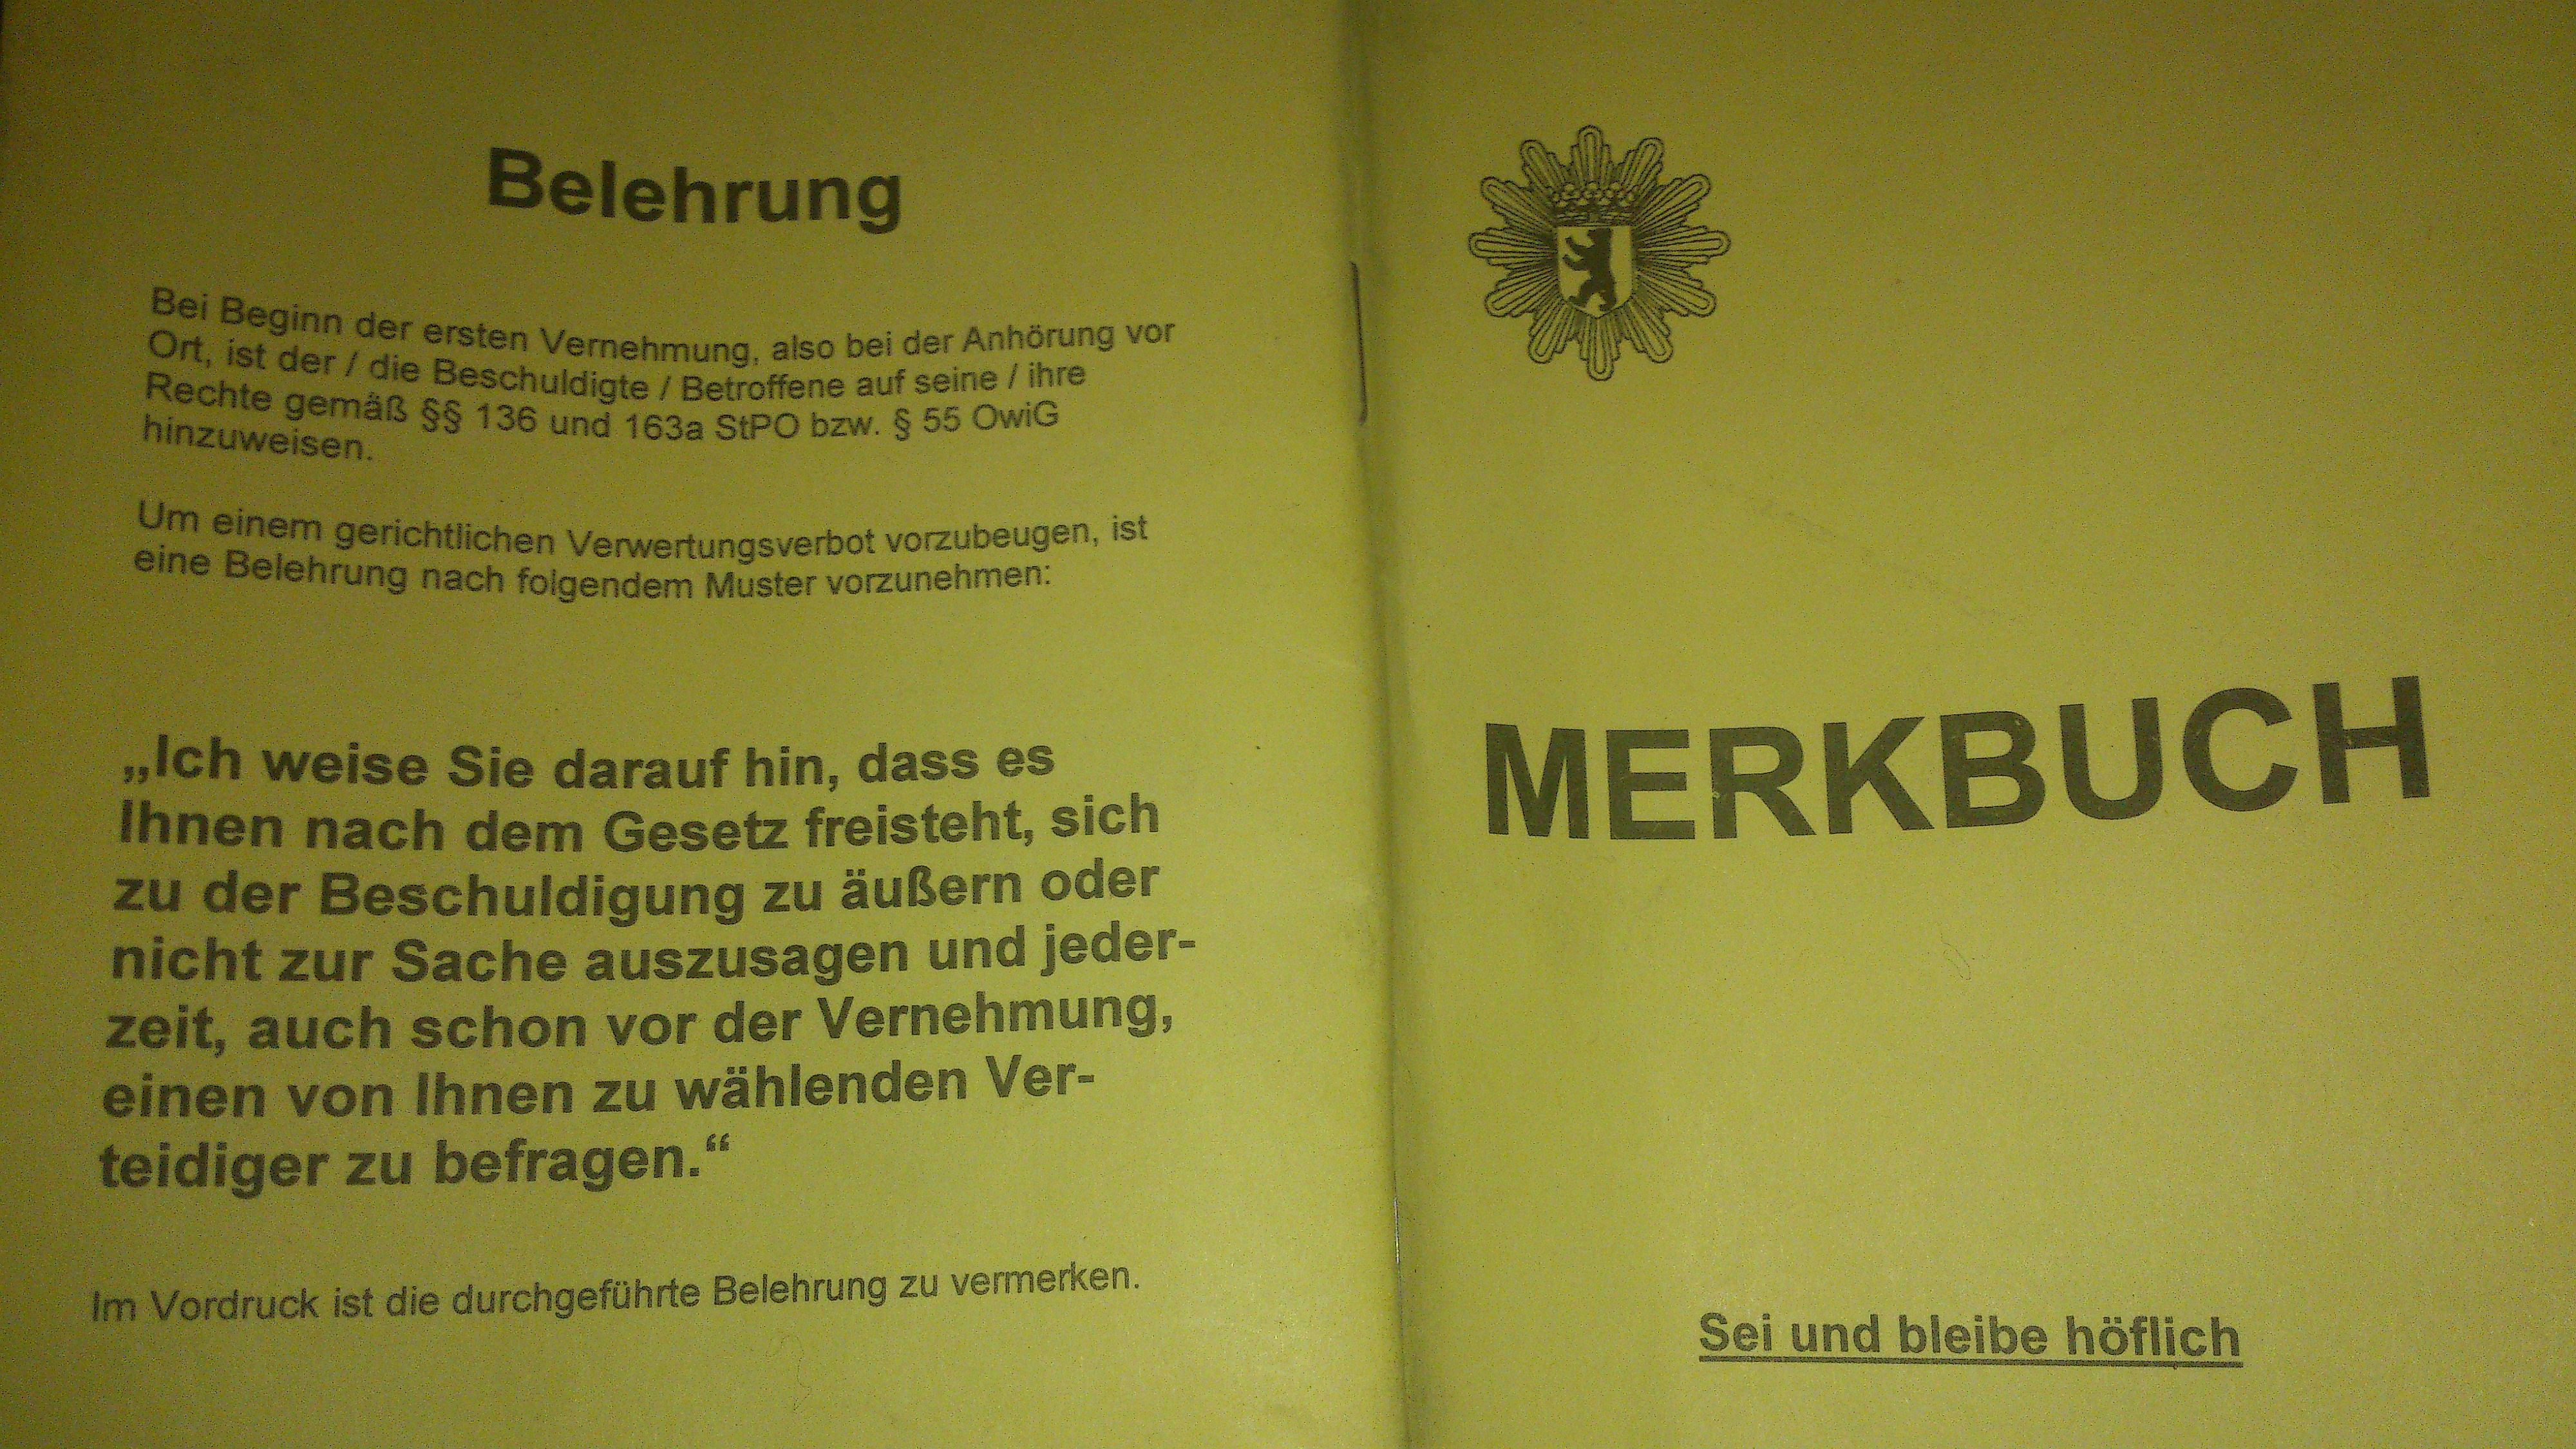 Belehrung
Bei Beginn der ersten Vernehmung, also bei der Anhörung vor
Ort, ist der / die Beschuldigte / Betroffene auf seine / ihre
Rechte gemäß §§ 136 und 163a StPO bzw. § 55 OwiG
hinzuweisen.
Um einem gerichtlichen Verwertungsverbot vorzubeugen, ist
eine Belehrung nach folgendem Muster vorzunehmen:
„Ich weise Sie darauf hin, dass es
Ihnen nach dem Gesetz freisteht, sich
zu der Beschuldigung zu äußern oder
nicht zur Sache auszusagen und jeder-
zeit, auch schon vor der Vernehmung,
einen von Ihnen zu wählenden Ver-
teidiger zu befragen.“
Im Vordruck ist die durchgeführte Belehrung zu vermerken.
MERKBUCH
Sei und bleibe höflich